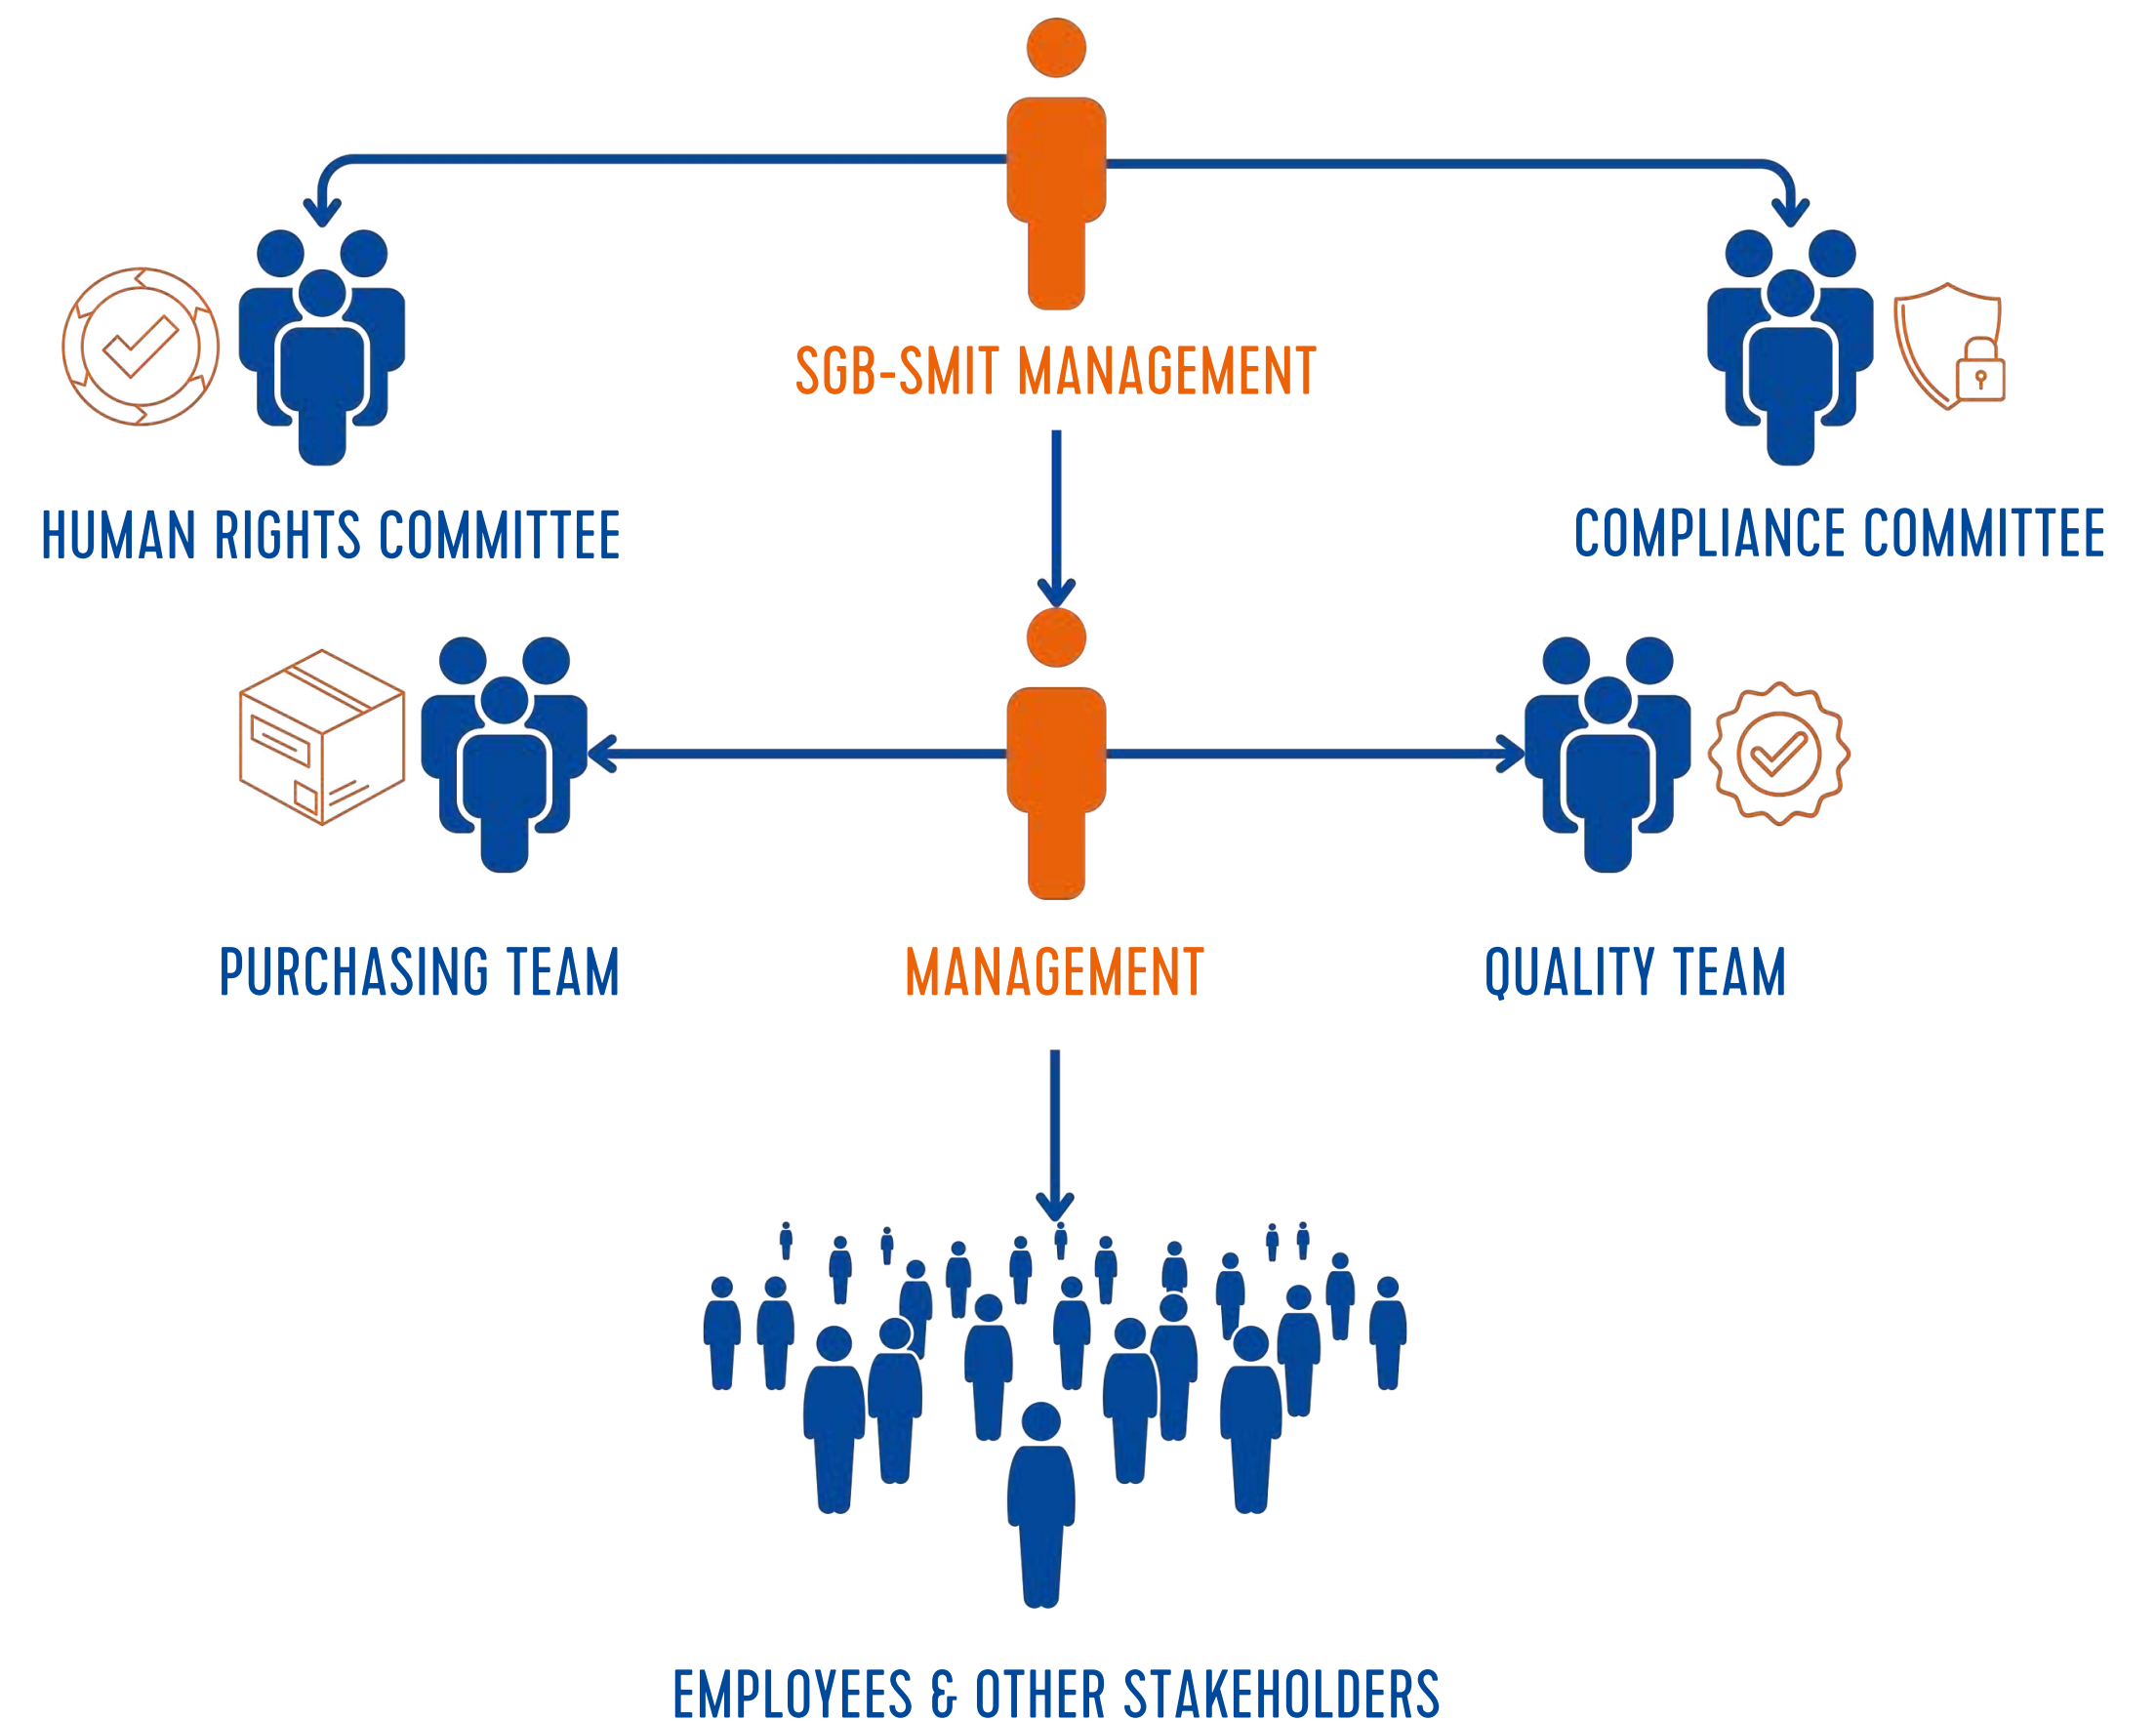 SGB-SMIT MANAGEMENT
HUMAN RIGHTS COMMITTEE
COMPLIANCE COMMITTEE
PURCHASING TEAM
MANAGEMENT
QUALITY TEAM
EMPLOYEES & OTHER STAKEHOLDERS